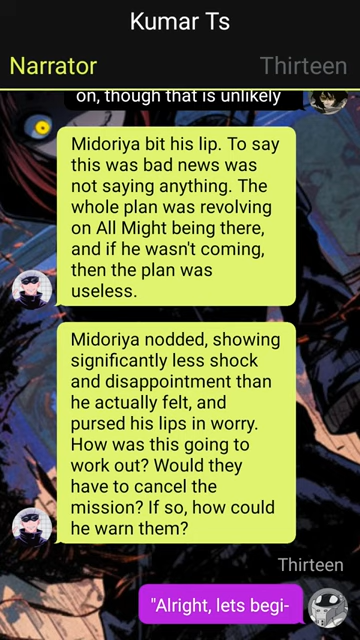 Kumar Ts
Narrator Thirteen
on, though that is unlikely
Midoriya bit his lip. To say
this was bad news was
not saying anything. The
whole plan was revolving
on All Might being there,
and if he wasn't coming,
then the plan was
useless.
Midoriya nodded, showing
significantly less shock
and disappointment than
he actually felt, and
pursed his lips in worry.
How was this going to
work out? Would they
have to cancel the
mission? If so, how could
he warn them?
Thirteen
"Alright, lets begi-